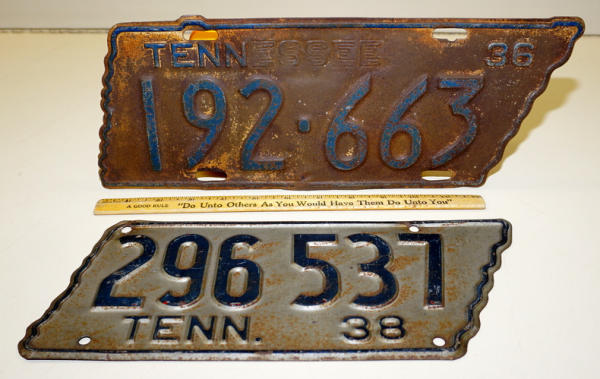 TENNESSEE 36
192·663
A GOOD RULE "Do Unto Others As You Would Have Them Do Unto You"
296 537
TENN. 38